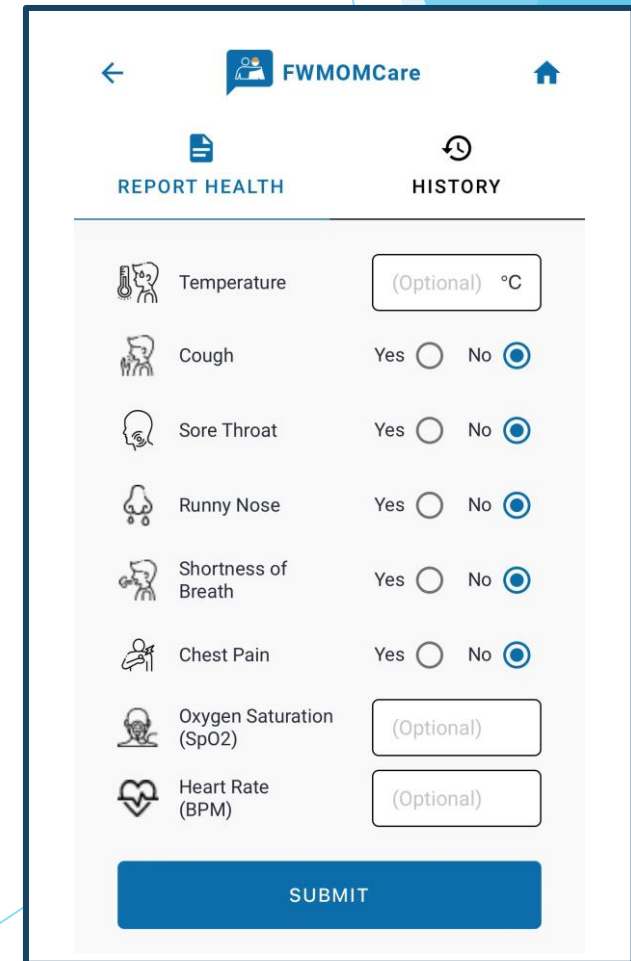 FWMOMCare
REPORT HEALTH
HISTORY
Temperature (Optional) °C
Cough Yes No
Sore Throat Yes No
Runny Nose Yes No
Shortness of
Breath Yes No
Chest Pain Yes No
Oxygen Saturation
(SpO2) (Optional)
Heart Rate
(BPM) (Optional)
SUBMIT